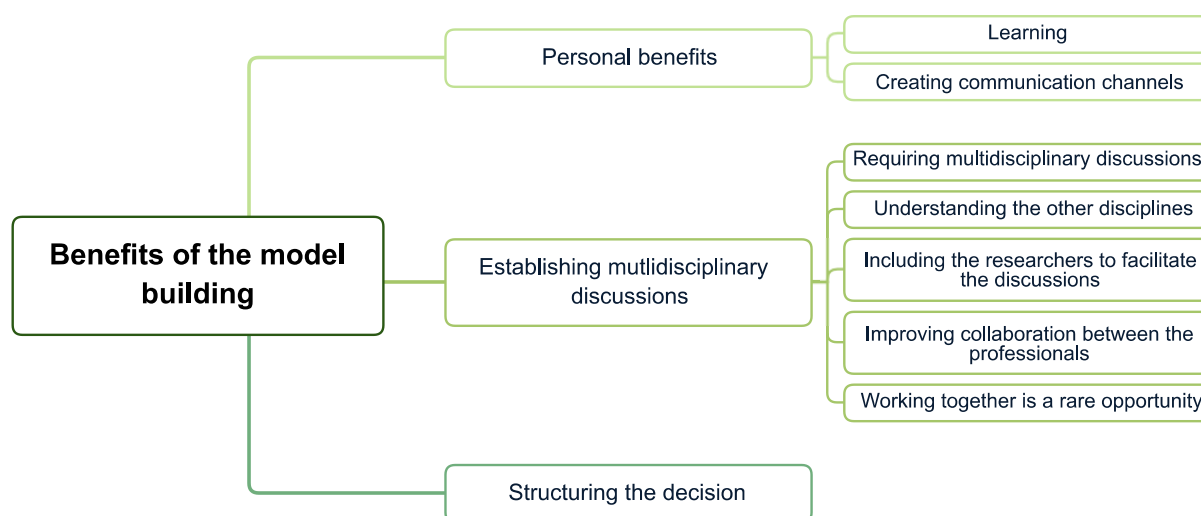 Personal benefits
Learning
Creating communication channels
Benefits of the model
building
Establishing mutlidisciplinary
discussions
Requiring multidisciplinary discussions
Understanding the other disciplines
Including the researchers to facilitate
the discussions
Improving collaboration between the
professionals
Working together is a rare opportunity
Structuring the decision